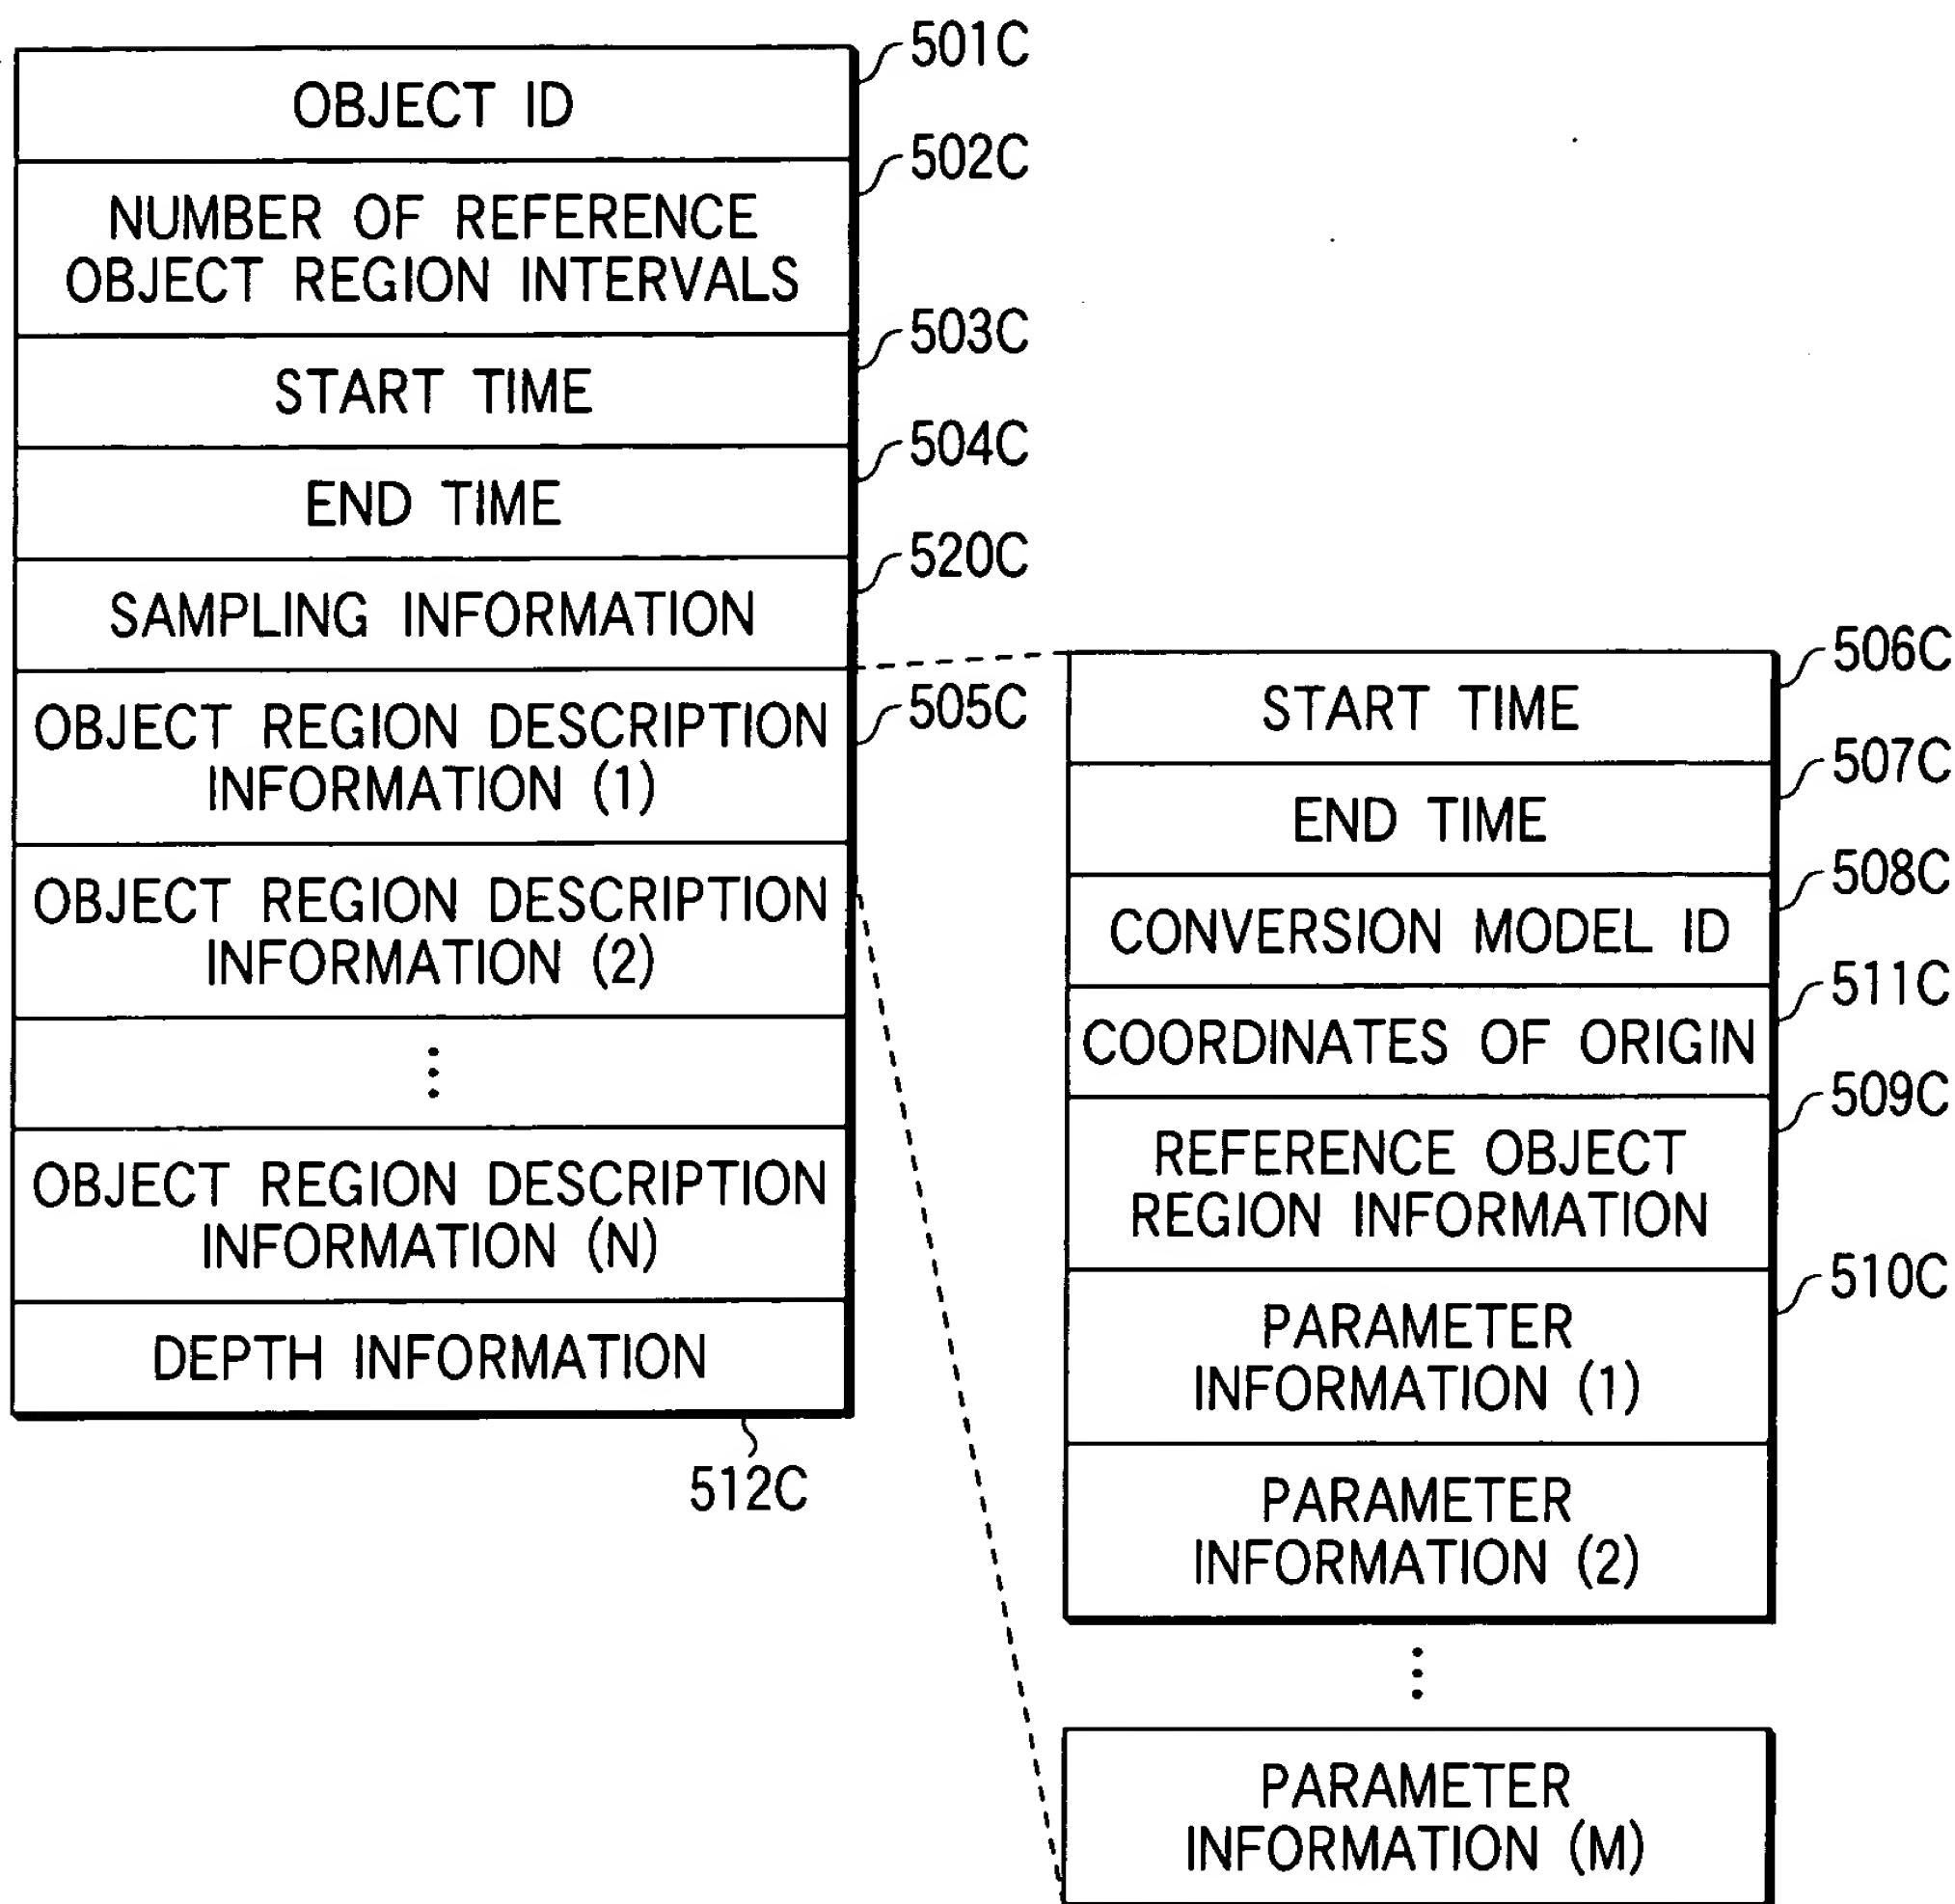 501C
OBJECT ID
502C
NUMBER OF REFERENCE
OBJECT REGION INTERVALS
503C
START TIME
504C
END TIME
520C
SAMPLING INFORMATION
505C
OBJECT REGION DESCRIPTION
INFORMATION (1)
OBJECT REGION DESCRIPTION
INFORMATION (2)
OBJECT REGION DESCRIPTION
INFORMATION (N)
DEPTH INFORMATION
512C
506C
START TIME
507C
END TIME
508C
CONVERSION MODEL ID
511C
COORDINATES OF ORIGIN
509C
REFERENCE OBJECT
REGION INFORMATION
510C
PARAMETER
INFORMATION (1)
PARAMETER
INFORMATION (2)
PARAMETER
INFORMATION (M)